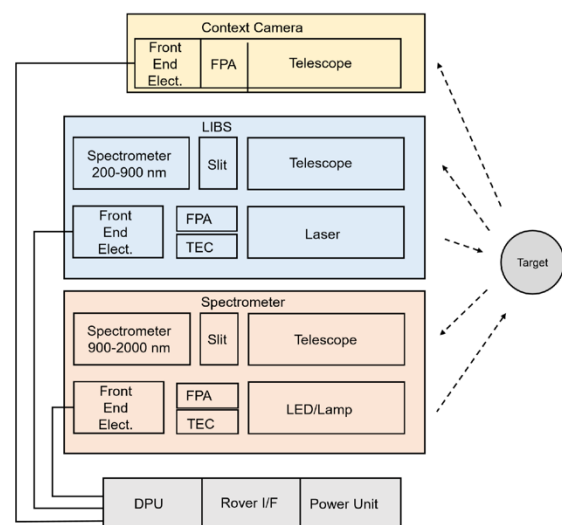 Context Camera
Front
End
Elect.
FPA
Telescope
LIBS
Spectrometer
200-900 nm
Slit
Telescope
Front
End
Elect.
FPA
TEC
Laser
Target
Spectrometer
Spectrometer
900-2000 nm
Slit
Telescope
Front
End
Elect.
FPA
TEC
LED/Lamp
DPU
Rover I/F
Power Unit